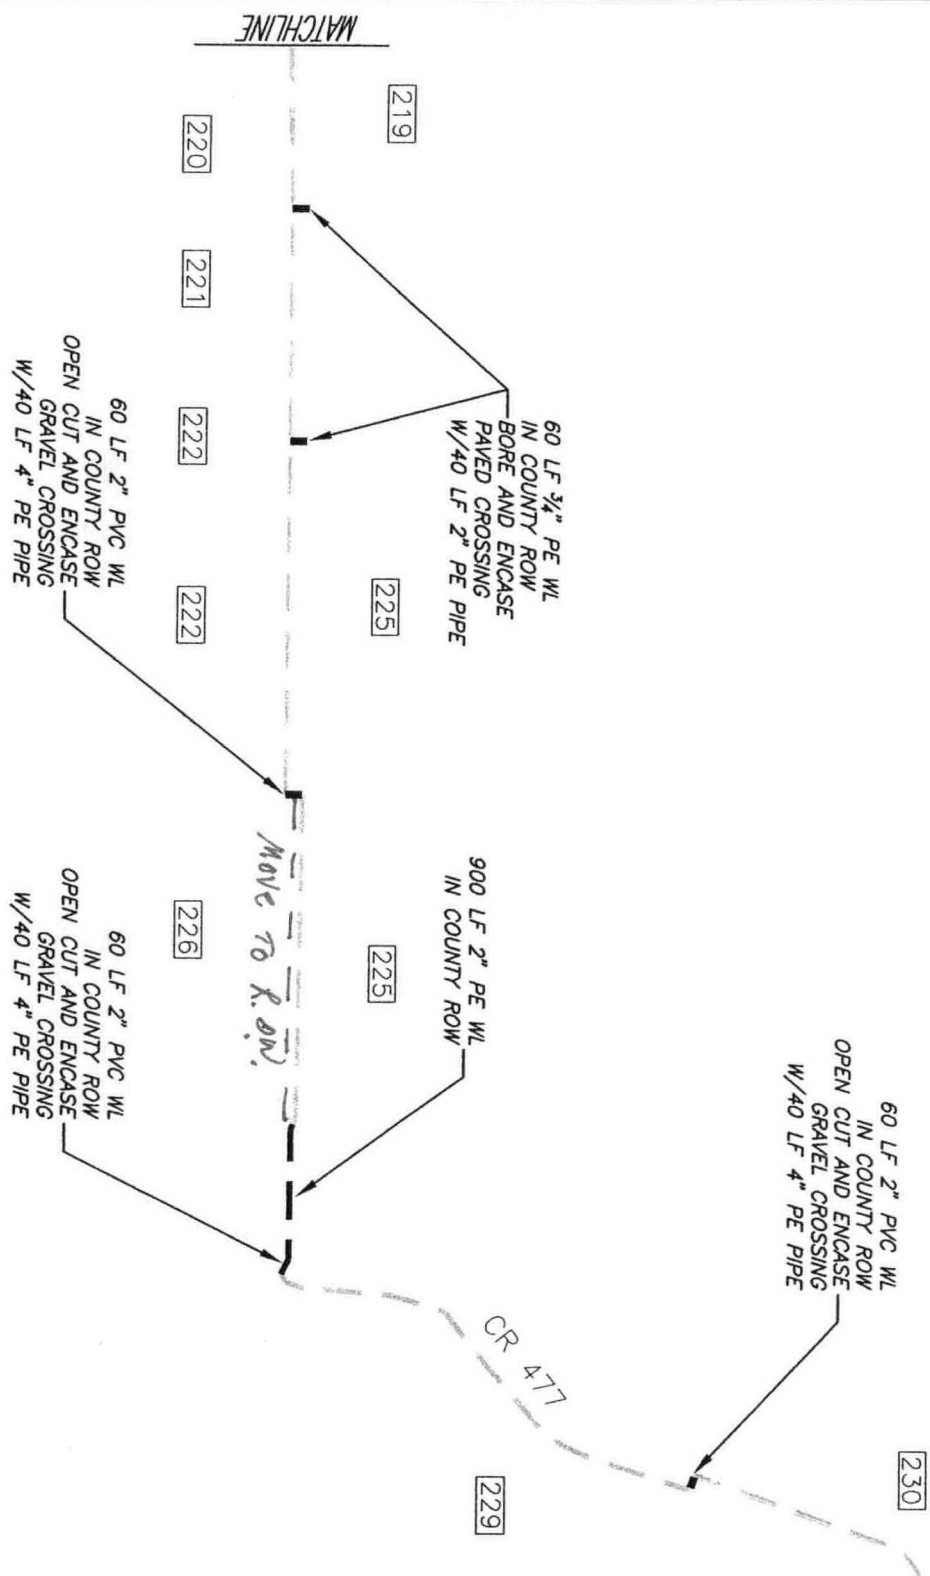 MATCHLINE
219
220
221
222
222
225
60 LF ¾" PE WL
IN COUNTY ROW
BORE AND ENCASE
PAVED CROSSING
W/40 LF 2" PE PIPE
60 LF 2" PVC WL
IN COUNTY ROW
OPEN CUT AND ENCASE
GRAVEL CROSSING
W/40 LF 4" PE PIPE
900 LF 2" PE WL
IN COUNTY ROW
225
Move To R.OW.
226
60 LF 2" PVC WL
IN COUNTY ROW
OPEN CUT AND ENCASE
GRAVEL CROSSING
W/40 LF 4" PE PIPE
60 LF 2" PVC WL
IN COUNTY ROW
OPEN CUT AND ENCASE
GRAVEL CROSSING
W/40 LF 4" PE PIPE
CR 477
230
229